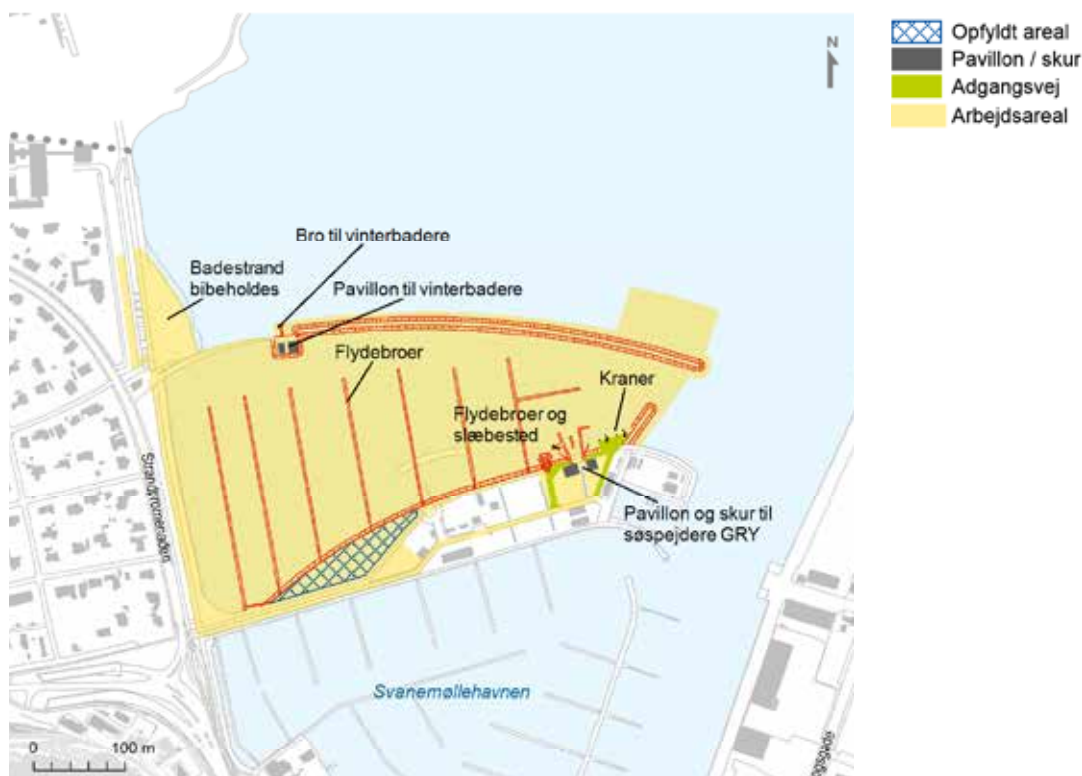 N
Opfyldt areal
Pavillon / skur
Adgangsvej
Arbejdsareal
Bro til vinterbadere
Badestrand
bibeholdes
Pavillon til vinterbadere
Flydebroer
Kraner
Flydebroer og
slæbested
Strandpromenaden
Pavillon og skur til
søspejdere GRY
Svanemøllehavnen
0
100 m